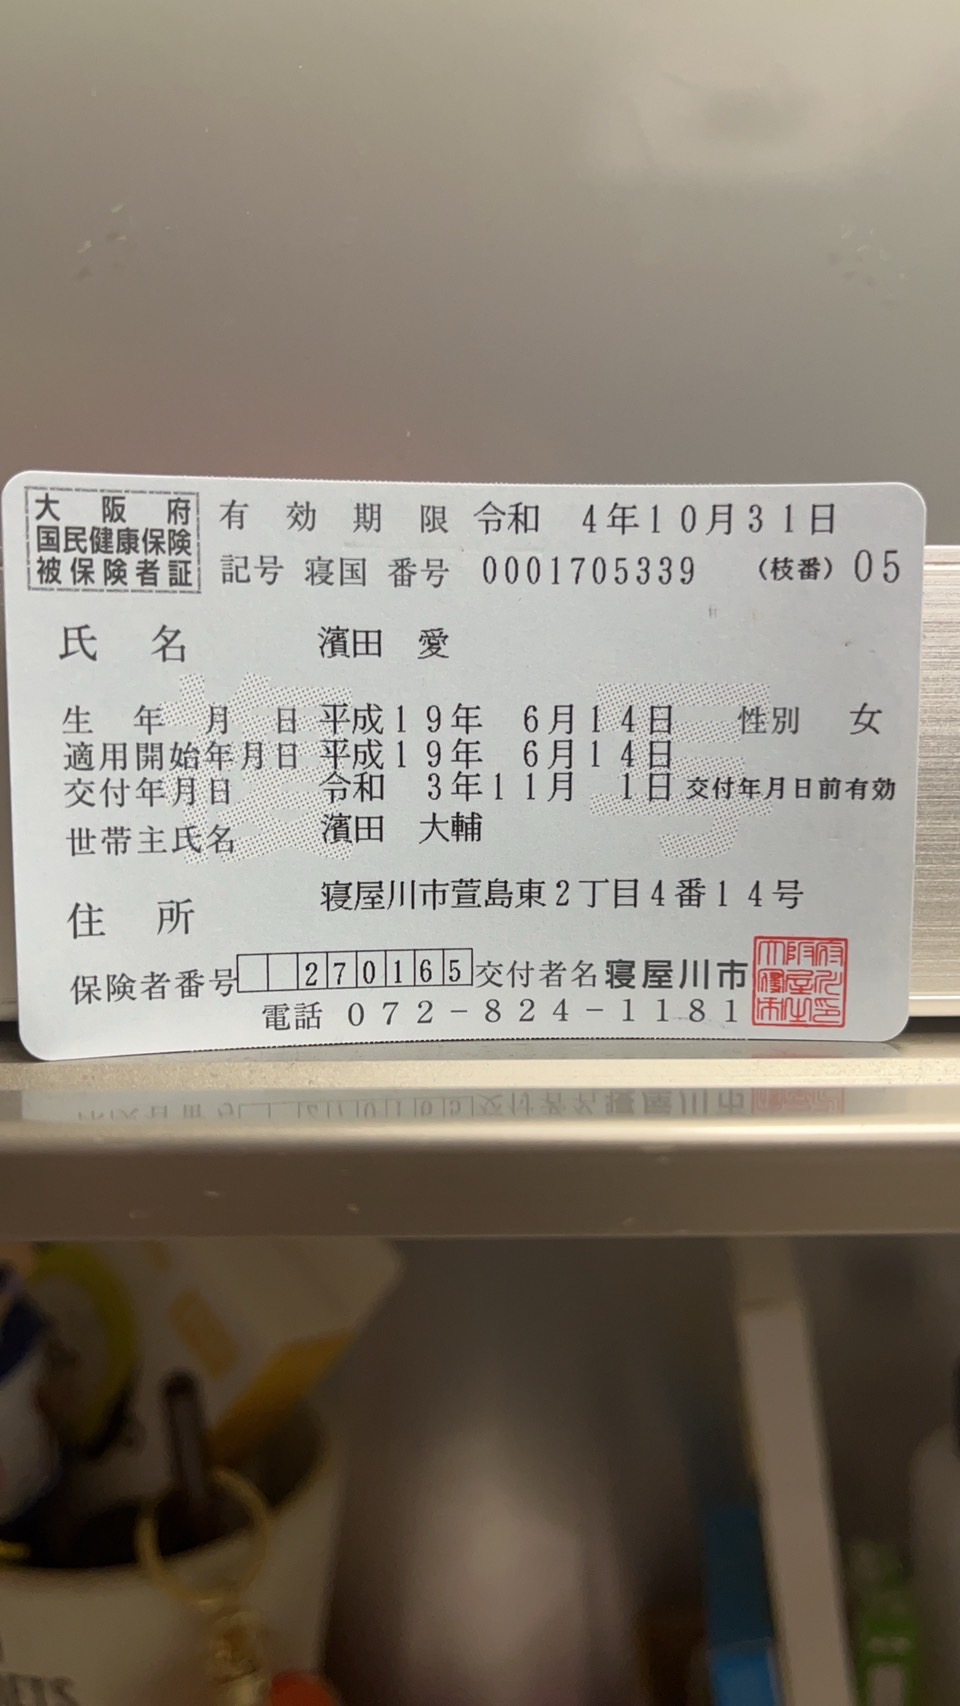 大阪府
国民健康保険
被保険者証
有効期限 令和 4年10月31日
記号 寝国 番号 0001705339 (枝番) 05
氏名 濱田 愛
生年月日 平成19年 6月14日 性別 女
適用開始年月日 平成19年 6月14日
交付年月日 令和 3年11月 1日 交付年月日前有効
世帯主氏名 濱田 大輔
住所 寝屋川市萱島東2丁目4番14号
保険者番号 270165 交付者名 寝屋川市
電話 072-824-1181
複写